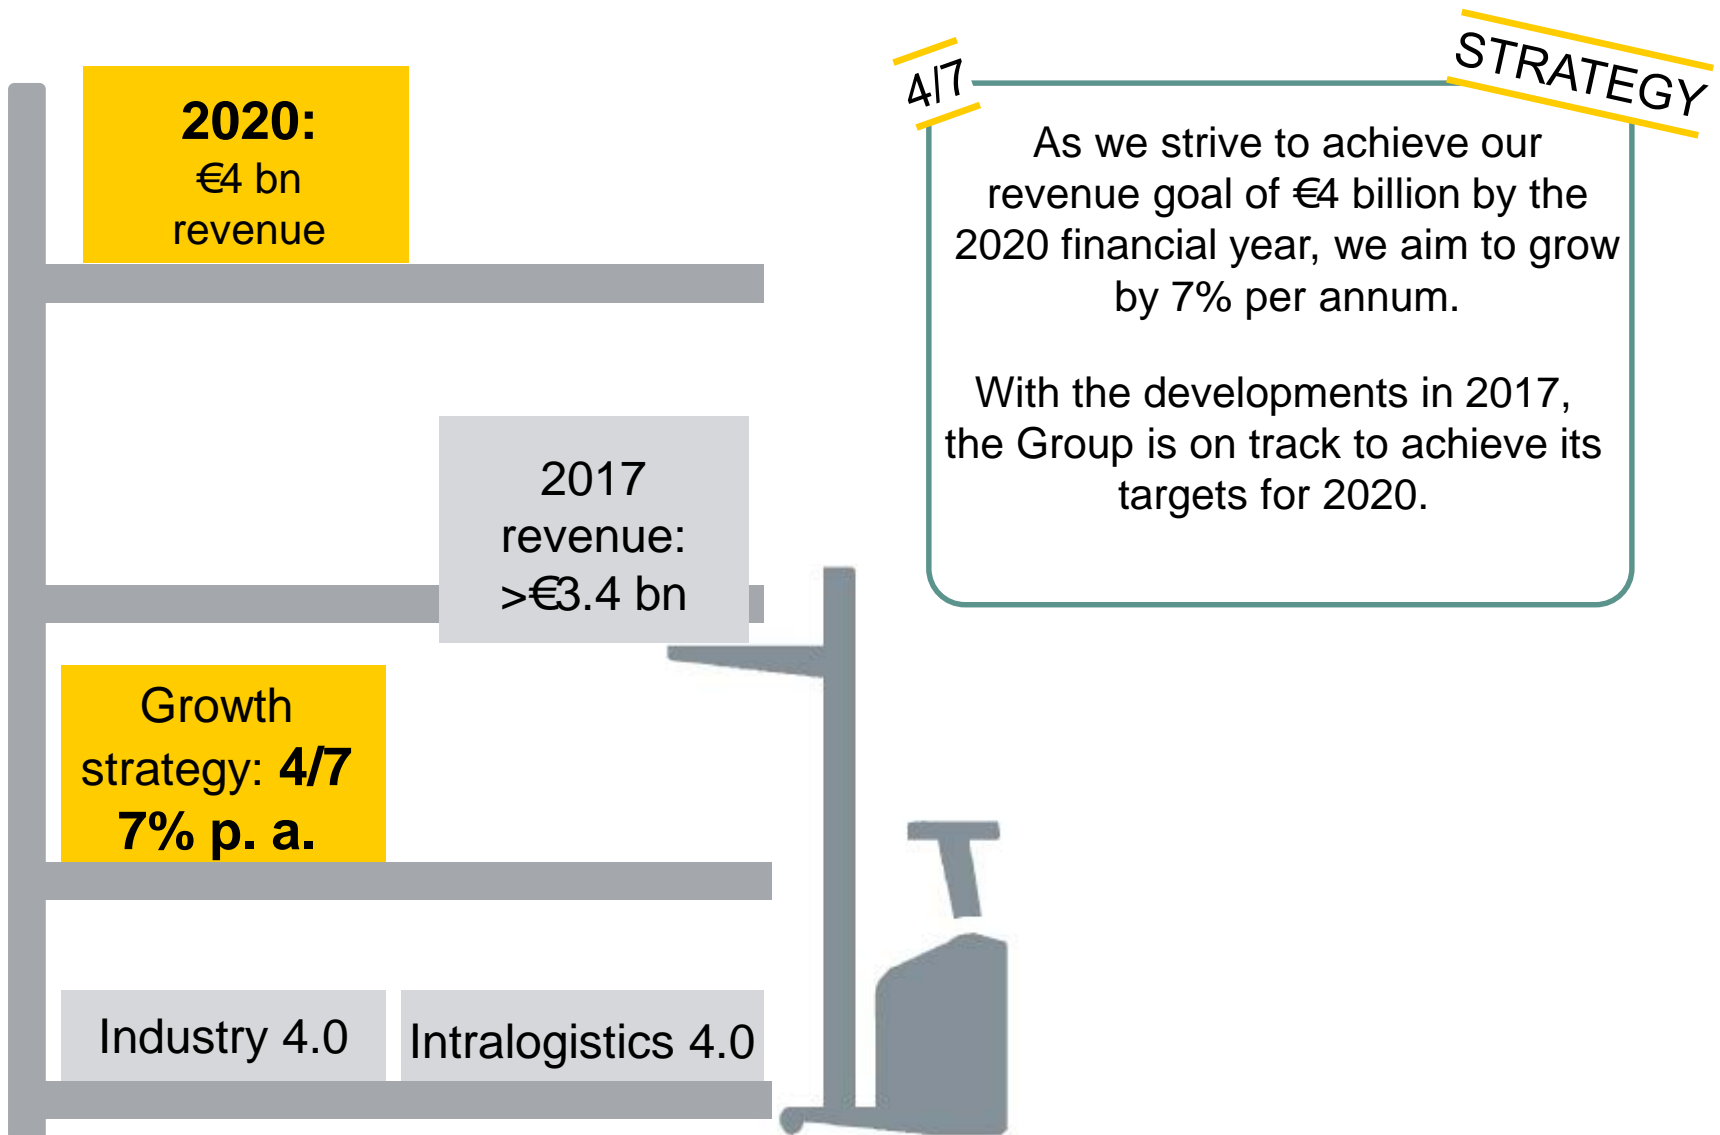 2020:
€4 bn
revenue
2017
revenue:
>€3.4 bn
Growth
strategy: 4/7
7% p. a.
Industry 4.0
Intralogistics 4.0
4/7
STRATEGY
As we strive to achieve our
revenue goal of €4 billion by the
2020 financial year, we aim to grow
by 7% per annum.
With the developments in 2017,
the Group is on track to achieve its
targets for 2020.